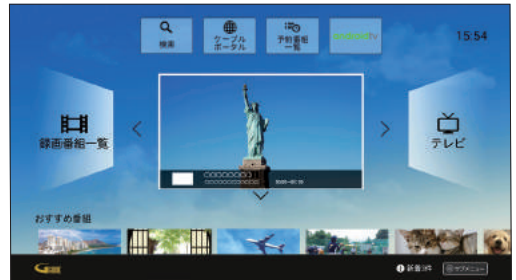 検索
ケーブル
ポータル
予約番組
一覧
15:54
録画番組一覧
テレビ
おすすめ番組
新着
サブメニュー